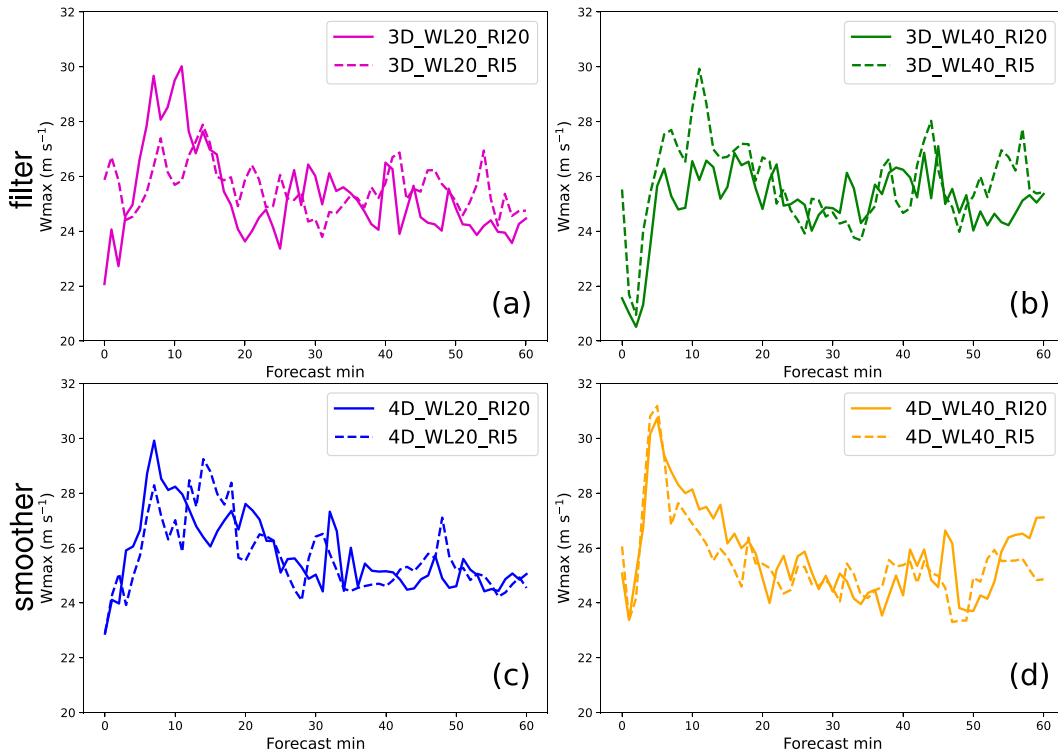 filter
Wmax (m s⁻¹)
32
30
28
26
24
22
20
3D_WL20_RI20
3D_WL20_RI5
(a)
0 10 20 30 40 50 60
Forecast min
Wmax (m s⁻¹)
32
30
28
26
24
22
20
3D_WL40_RI20
3D_WL40_RI5
(b)
0 10 20 30 40 50 60
Forecast min
smoother
Wmax (m s⁻¹)
32
30
28
26
24
22
20
4D_WL20_RI20
4D_WL20_RI5
(c)
0 10 20 30 40 50 60
Forecast min
Wmax (m s⁻¹)
32
30
28
26
24
22
20
4D_WL40_RI20
4D_WL40_RI5
(d)
0 10 20 30 40 50 60
Forecast min